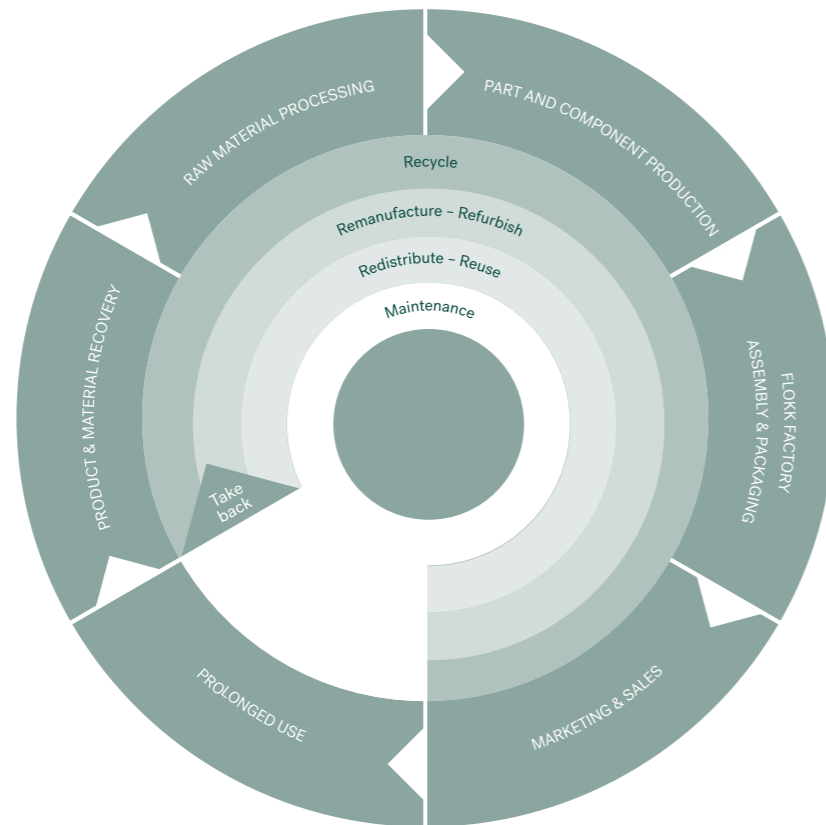 RAW MATERIAL PROCESSING
PART AND COMPONENT PRODUCTION
Recycle
Remanufacture – Refurbish
Redistribute – Reuse
Maintenance
PRODUCT & MATERIAL RECOVERY
FLOKK FACTORY
ASSEMBLY & PACKAGING
Take
back
PROLONGED USE
MARKETING & SALES